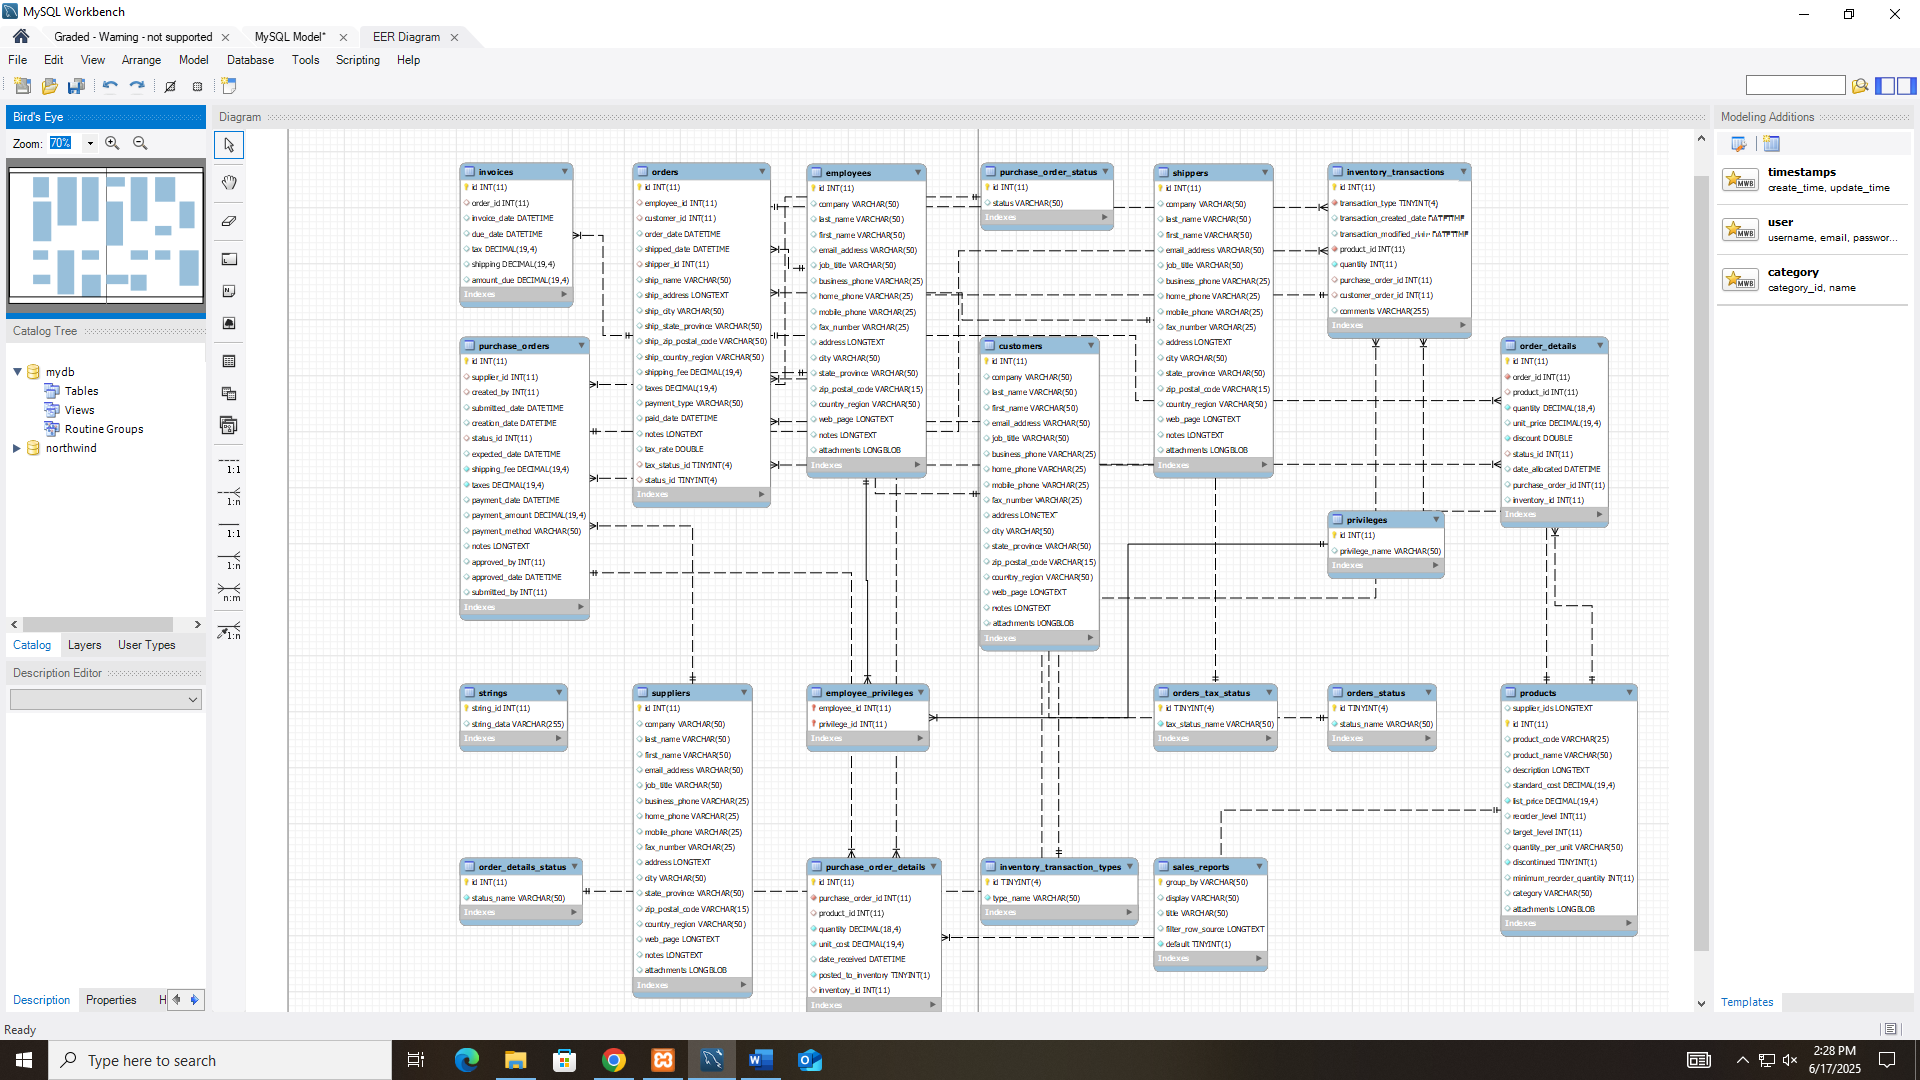 MySQL Workbench
Graded - Warning - not supported
MySQL Model*
EER Diagram
File Edit View Arrange Model Database Tools Scripting Help
Bird's Eye
Zoom: 70%
Catalog Tree
mydb
Tables
Views
Routine Groups
northwind
Catalog Layers User Types
Description Editor
Description Properties H
Ready
1:1
1:n
1:1
1:n
n:m
1:n
Diagram
invoices
id INT(11)
order_id INT(11)
invoice_date DATETIME
due_date DATETIME
tax DECIMAL(19,4)
shipping DECIMAL(19,4)
amount_due DECIMAL(19,4)
Indexes
orders
id INT(11)
employee_id INT(11)
customer_id INT(11)
order_date DATETIME
shipped_date DATETIME
shipper_id INT(11)
ship_name VARCHAR(50)
ship_address LONGTEXT
ship_city VARCHAR(50)
ship_state_province VARCHAR(50)
ship_zip_postal_code VARCHAR(50)
ship_country_region VARCHAR(50)
shipping_fee DECIMAL(19,4)
taxes DECIMAL(19,4)
payment_type VARCHAR(50)
paid_date DATETIME
notes LONGTEXT
tax_rate DOUBLE
tax_status_id TINYINT(4)
status_id TINYINT(4)
Indexes
employees
id INT(11)
company VARCHAR(50)
last_name VARCHAR(50)
first_name VARCHAR(50)
email_address VARCHAR(50)
job_title VARCHAR(50)
business_phone VARCHAR(25)
home_phone VARCHAR(25)
mobile_phone VARCHAR(25)
fax_number VARCHAR(25)
address LONGTEXT
city VARCHAR(50)
state_province VARCHAR(50)
zip_postal_code VARCHAR(15)
country_region VARCHAR(50)
web_page LONGTEXT
notes LONGTEXT
attachments LONGBLOB
Indexes
purchase_order_status
id INT(11)
status VARCHAR(50)
Indexes
shippers
id INT(11)
company VARCHAR(50)
last_name VARCHAR(50)
first_name VARCHAR(50)
email_address VARCHAR(50)
job_title VARCHAR(50)
business_phone VARCHAR(25)
home_phone VARCHAR(25)
mobile_phone VARCHAR(25)
fax_number VARCHAR(25)
address LONGTEXT
city VARCHAR(50)
state_province VARCHAR(50)
zip_postal_code VARCHAR(15)
country_region VARCHAR(50)
web_page LONGTEXT
notes LONGTEXT
attachments LONGBLOB
Indexes
inventory_transactions
id INT(11)
transaction_type TINYINT(4)
transaction_created_date DATETIME
transaction_modified_date DATETIME
product_id INT(11)
quantity INT(11)
purchase_order_id INT(11)
customer_order_id INT(11)
comments VARCHAR(255)
Indexes
purchase_orders
id INT(11)
supplier_id INT(11)
created_by INT(11)
submitted_date DATETIME
creation_date DATETIME
status_id INT(11)
expected_date DATETIME
shipping_fee DECIMAL(19,4)
taxes DECIMAL(19,4)
payment_date DATETIME
payment_amount DECIMAL(19,4)
payment_method VARCHAR(50)
notes LONGTEXT
approved_by INT(11)
approved_date DATETIME
submitted_by INT(11)
Indexes
customers
id INT(11)
company VARCHAR(50)
last_name VARCHAR(50)
first_name VARCHAR(50)
email_address VARCHAR(50)
job_title VARCHAR(50)
business_phone VARCHAR(25)
home_phone VARCHAR(25)
mobile_phone VARCHAR(25)
fax_number VARCHAR(25)
address LONGTEXT
city VARCHAR(50)
state_province VARCHAR(50)
zip_postal_code VARCHAR(15)
country_region VARCHAR(50)
web_page LONGTEXT
notes LONGTEXT
attachments LONGBLOB
Indexes
order_details
id INT(11)
order_id INT(11)
product_id INT(11)
quantity DECIMAL(18,4)
unit_price DECIMAL(19,4)
discount DOUBLE
status_id INT(11)
date_allocated DATETIME
purchase_order_id INT(11)
inventory_id INT(11)
Indexes
privileges
id INT(11)
privilege_name VARCHAR(50)
Indexes
strings
string_id INT(11)
string_data VARCHAR(255)
Indexes
suppliers
id INT(11)
company VARCHAR(50)
last_name VARCHAR(50)
first_name VARCHAR(50)
email_address VARCHAR(50)
job_title VARCHAR(50)
business_phone VARCHAR(25)
home_phone VARCHAR(25)
mobile_phone VARCHAR(25)
fax_number VARCHAR(25)
address LONGTEXT
city VARCHAR(50)
state_province VARCHAR(50)
zip_postal_code VARCHAR(15)
country_region VARCHAR(50)
web_page LONGTEXT
notes LONGTEXT
attachments LONGBLOB
Indexes
employee_privileges
employee_id INT(11)
privilege_id INT(11)
Indexes
orders_tax_status
id TINYINT(4)
tax_status_name VARCHAR(50)
Indexes
orders_status
id TINYINT(4)
status_name VARCHAR(50)
Indexes
products
supplier_ids LONGTEXT
id INT(11)
product_code VARCHAR(25)
product_name VARCHAR(50)
description LONGTEXT
standard_cost DECIMAL(19,4)
list_price DECIMAL(19,4)
reorder_level INT(11)
target_level INT(11)
quantity_per_unit VARCHAR(50)
discontinued TINYINT(1)
minimum_reorder_quantity INT(11)
category VARCHAR(50)
attachments LONGBLOB
Indexes
order_details_status
id INT(11)
status_name VARCHAR(50)
Indexes
purchase_order_details
id INT(11)
purchase_order_id INT(11)
product_id INT(11)
quantity DECIMAL(18,4)
unit_cost DECIMAL(19,4)
date_received DATETIME
posted_to_inventory TINYINT(1)
inventory_id INT(11)
Indexes
inventory_transaction_types
id TINYINT(4)
type_name VARCHAR(50)
Indexes
sales_reports
group_by VARCHAR(50)
display VARCHAR(50)
title VARCHAR(50)
filter_row_source LONGTEXT
default TINYINT(1)
Indexes
Modeling Additions
MWB
timestamps
create_time, update_time
MWB
user
username, email, passwor...
MWB
category
category_id, name
Templates
Type here to search
2:28 PM
6/17/2025